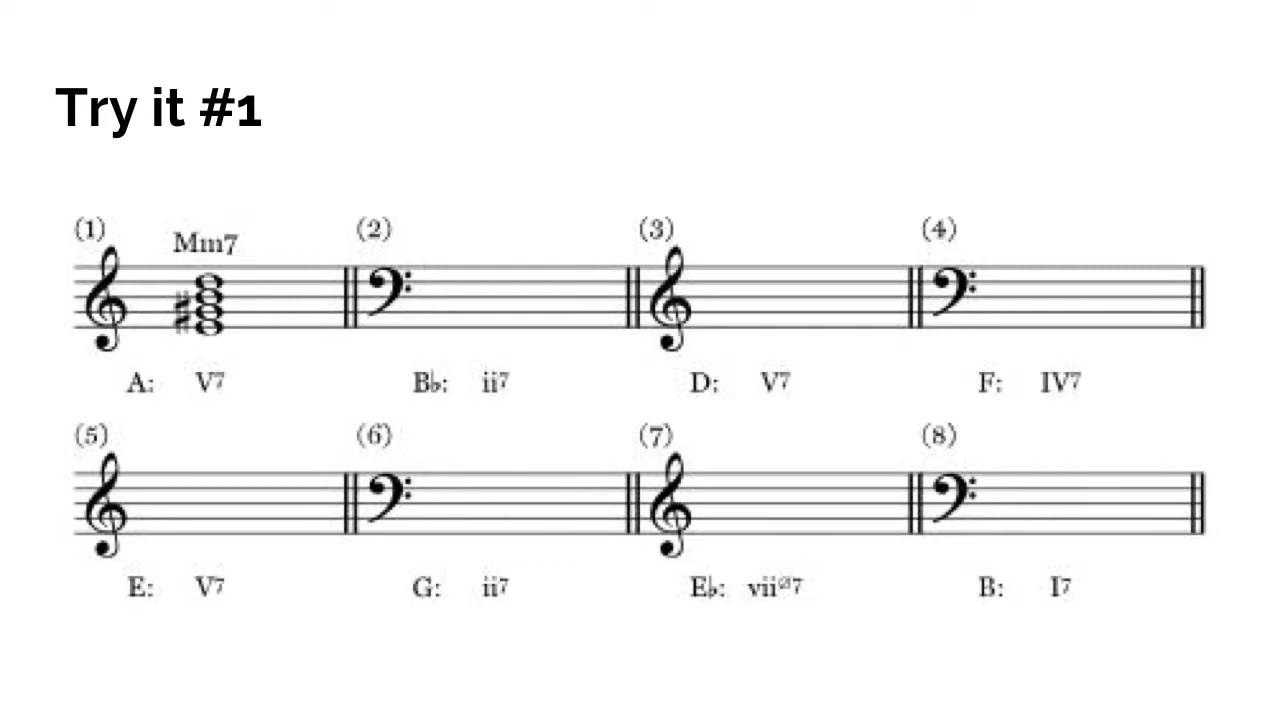 Try it #1
(1) Mm7 (2) (3) (4)
A: V7 B♭: ii7 D: V7 F: IV7
(5) (6) (7) (8)
E: V7 G: ii7 E♭: viiø7 B: I7